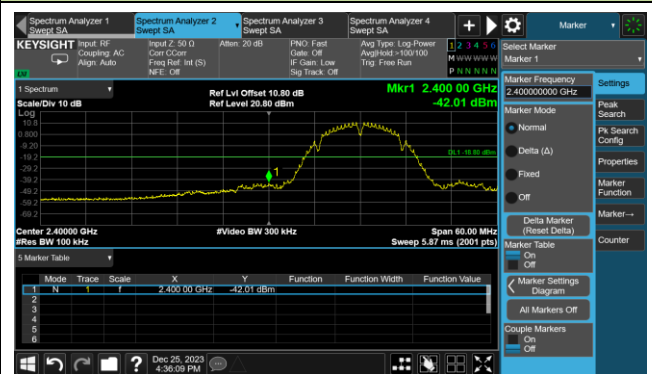 Spectrum Analyzer 1
Swept SA
Spectrum Analyzer 2
Swept SA
Spectrum Analyzer 3
Swept SA
Spectrum Analyzer 4
Swept SA
+
Marker
KEYSIGHT
Input: RF
Coupling: AC
Align: Auto
Input Z: 50 Ω
Corr CCorr
Freq Ref: Int (S)
NFE: Off
Atten: 20 dB
PNO: Fast
Gate: Off
IF Gain: Low
Sig Track: Off
Avg Type: Log-Power
Avg|Hold:>100/100
Trig: Free Run
1 2 3 4 5 6
M W W W W W
P N N N N N
LXI
Select Marker
Marker 1
1 Spectrum
Scale/Div 10 dB
Ref Lvl Offset 10.80 dB
Ref Level 20.80 dBm
Mkr1 2.400 00 GHz
-42.01 dBm
Log
10.8
0.800
-9.20
-19.2
-29.2
-39.2
-49.2
-59.2
-69.2
1
Center 2.40000 GHz
#Res BW 100 kHz
#Video BW 300 kHz
Span 60.00 MHz
Sweep 5.87 ms (2001 pts)
5 Marker Table
Mode Trace Scale X Y Function Function Width Function Value
1 N 1 f 2.400 00 GHz -42.01 dBm
2
3
4
5
6
Marker Frequency
2.400000000 GHz
Marker Mode
Normal
Delta (Δ)
Fixed
Off
Delta Marker
(Reset Delta)
Marker Table
On
Off
Marker Settings
Diagram
All Markers Off
Couple Markers
On
Off
Settings
Peak
Search
Pk Search
Config
Properties
Marker
Function
Marker→
Counter
?
Dec 25, 2023
4:36:09 PM